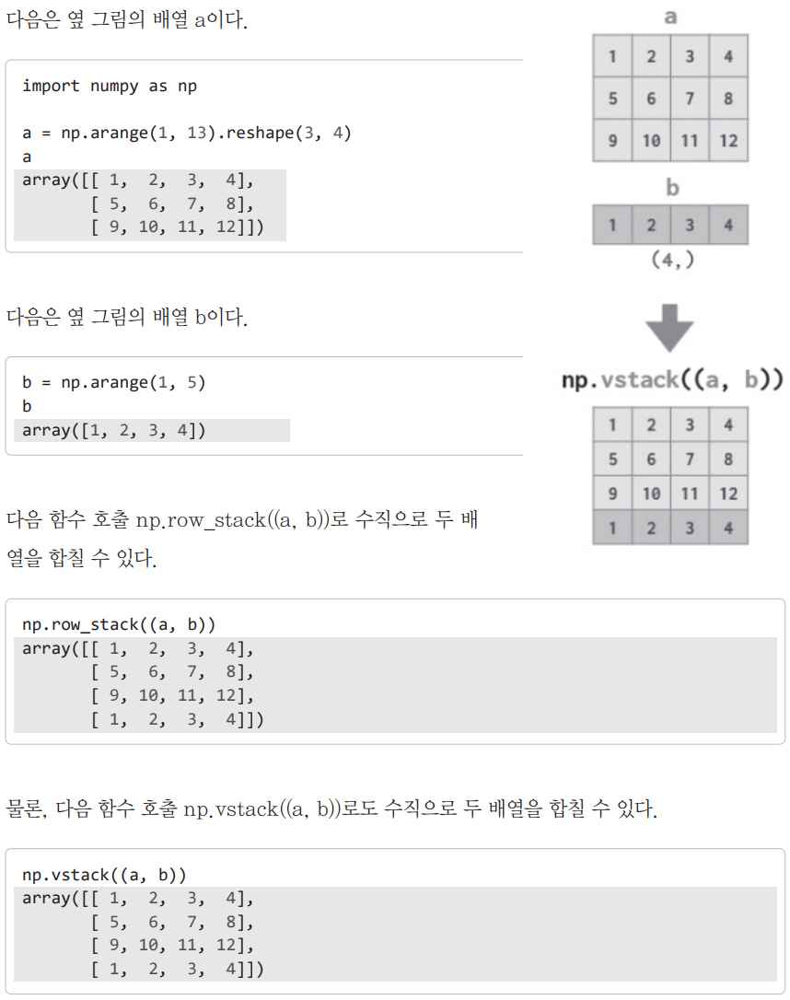 다음은 옆 그림의 배열 a이다.
import numpy as np
a = np.arange(1, 13).reshape(3, 4)
a
array([[ 1,  2,  3,  4],
       [ 5,  6,  7,  8],
       [ 9, 10, 11, 12]])
다음은 옆 그림의 배열 b이다.
b = np.arange(1, 5)
b
array([1, 2, 3, 4])
다음 함수 호출 np.row_stack((a, b))로 수직으로 두 배
열을 합칠 수 있다.
a
1 2 3 4
5 6 7 8
9 10 11 12
b
1 2 3 4
(4,)
np.vstack((a, b))
1 2 3 4
5 6 7 8
9 10 11 12
1 2 3 4
np.row_stack((a, b))
array([[ 1,  2,  3,  4],
       [ 5,  6,  7,  8],
       [ 9, 10, 11, 12],
       [ 1,  2,  3,  4]])
물론, 다음 함수 호출 np.vstack((a, b))로도 수직으로 두 배열을 합칠 수 있다.
np.vstack((a, b))
array([[ 1,  2,  3,  4],
       [ 5,  6,  7,  8],
       [ 9, 10, 11, 12],
       [ 1,  2,  3,  4]])